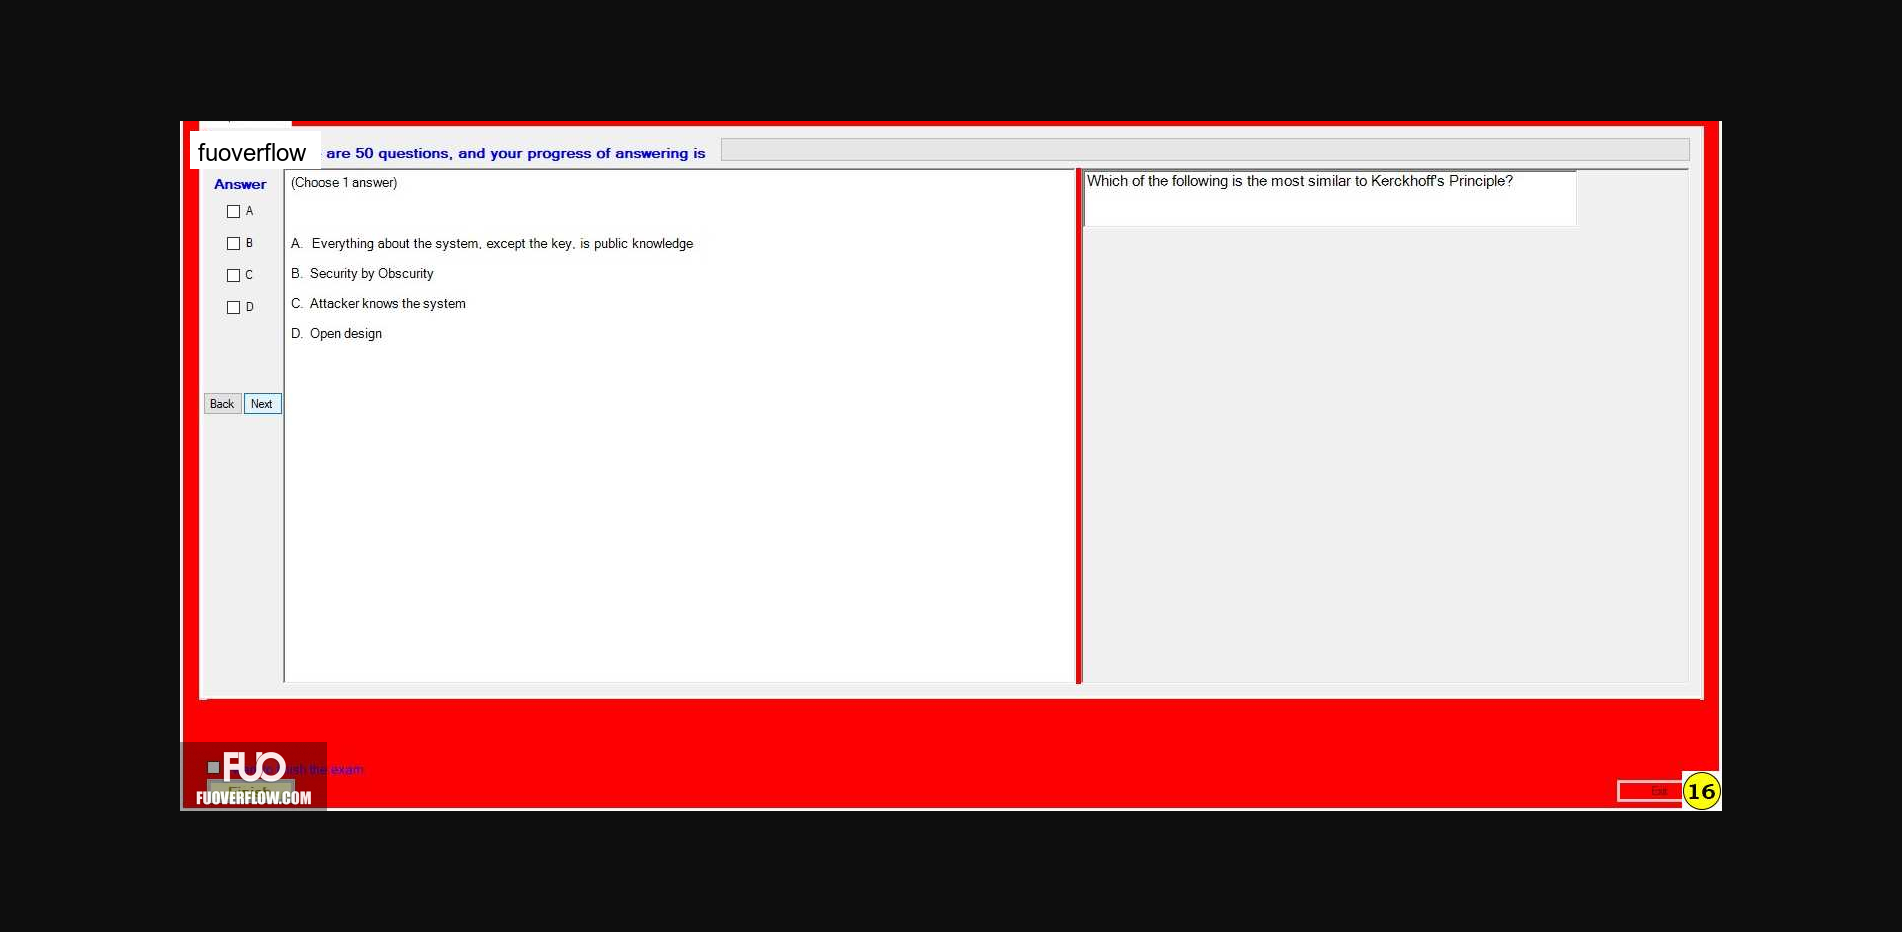 fuoverflow are 50 questions, and your progress of answering is
Answer
A
B
C
D
Back Next
(Choose 1 answer)
A. Everything about the system, except the key, is public knowledge
B. Security by Obscurity
C. Attacker knows the system
D. Open design
Which of the following is the most similar to Kerckhoff's Principle?
FUO
the exam
Finish
FUOVERFLOW.COM
Exit
16